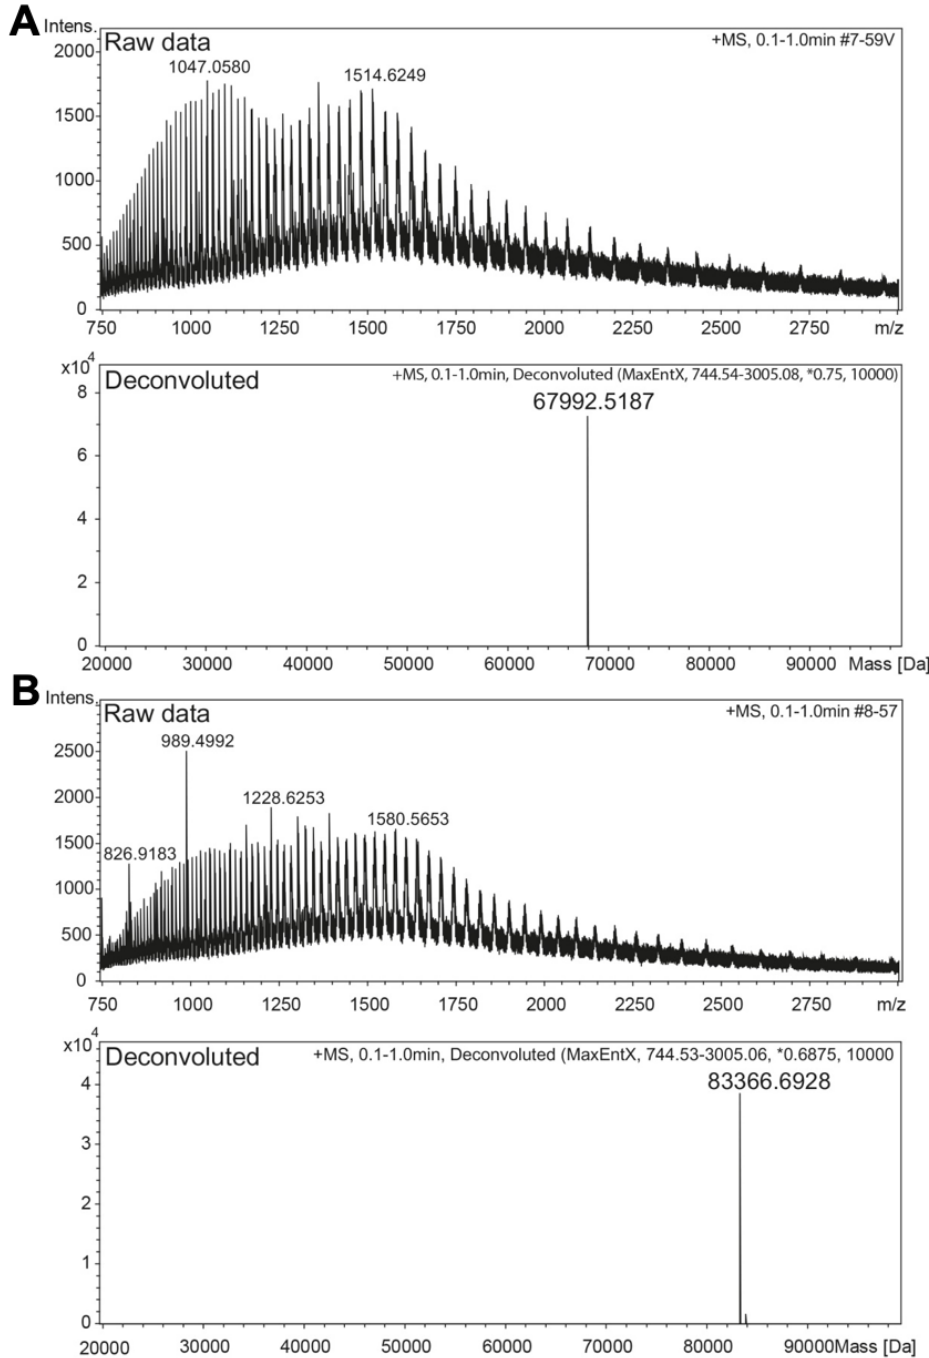 A
Intens.
Raw data
+MS, 0.1-1.0min #7-59V
2000
1047.0580
1514.6249
1500
1000
500
0
750 1000 1250 1500 1750 2000 2250 2500 2750 m/z
x10^4
Deconvoluted
+MS, 0.1-1.0min, Deconvoluted (MaxEntX, 744.54-3005.08, *0.75, 10000)
8
67992.5187
6
4
2
0
20000 30000 40000 50000 60000 70000 80000 90000 Mass [Da]
B
Intens.
Raw data
+MS, 0.1-1.0min #8-57
989.4992
2500
2000
1228.6253
1580.5653
1500
826.9183
1000
500
0
750 1000 1250 1500 1750 2000 2250 2500 2750 m/z
x10^4
Deconvoluted
+MS, 0.1-1.0min, Deconvoluted (MaxEntX, 744.53-3005.06, *0.6875, 10000
83366.6928
4
3
2
1
0
20000 30000 40000 50000 60000 70000 80000 90000 Mass [Da]